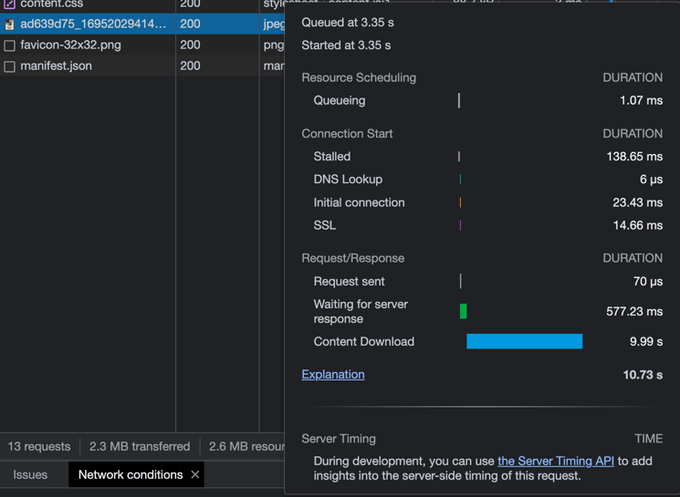 content.css 200 stylesheet
Queued at 3.35 s
ad639d75_16952029414... 200 jpeg
Started at 3.35 s
favicon-32x32.png 200 png
manifest.json 200 mar
Resource Scheduling DURATION
Queueing 1.07 ms
Connection Start DURATION
Stalled 138.65 ms
DNS Lookup 6 μs
Initial connection 23.43 ms
SSL 14.66 ms
Request/Response DURATION
Request sent 70 μs
Waiting for server
response 577.23 ms
Content Download 9.99 s
Explanation 10.73 s
Server Timing TIME
During development, you can use the Server Timing API to add
insights into the server-side timing of this request.
13 requests 2.3 MB transferred 2.6 MB resour
Issues Network conditions ×